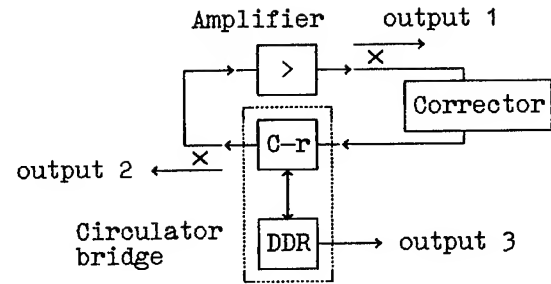 Amplifier
output 1
>
Corrector
C-r
output 2
Circulator
bridge
DDR
output 3